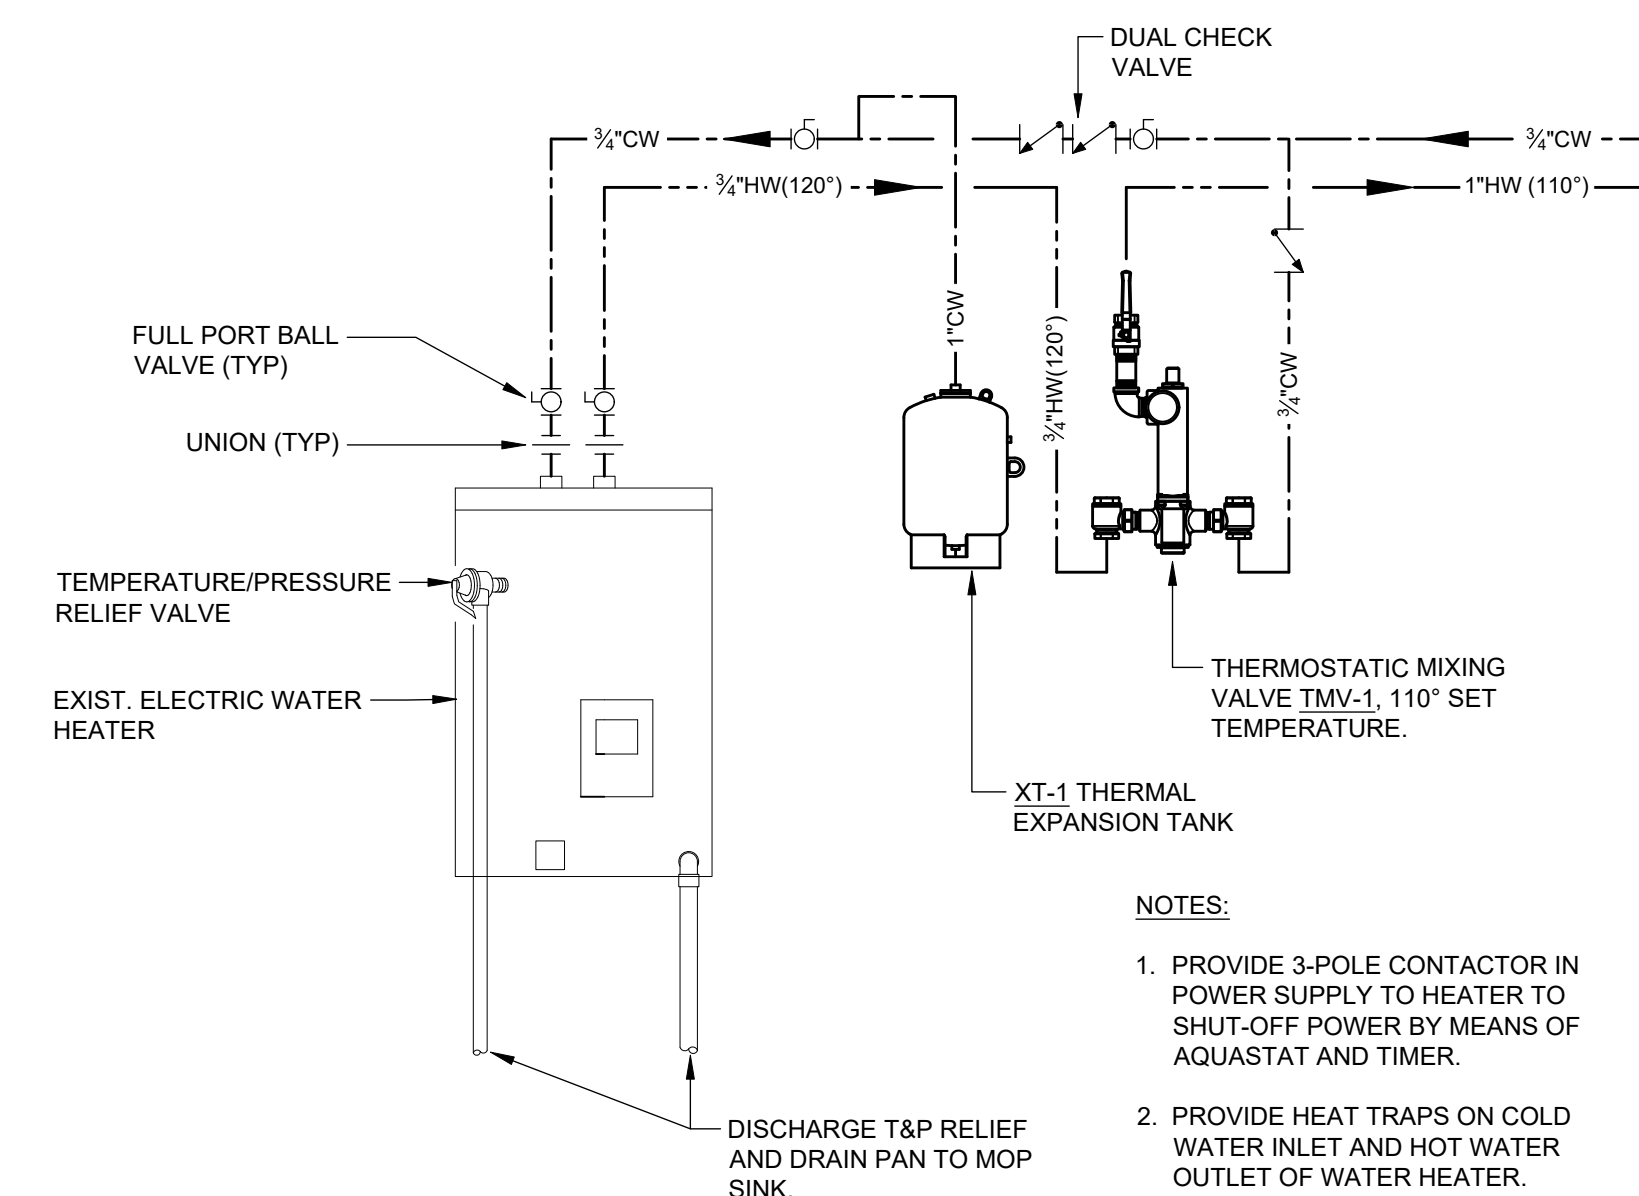 DUAL CHECK
VALVE
¾"CW
¾"CW
¾"HW(120°)
1"HW (110°)
1"CW
¾"HW(120°)
¾"CW
FULL PORT BALL
VALVE (TYP)
UNION (TYP)
TEMPERATURE/PRESSURE
RELIEF VALVE
EXIST. ELECTRIC WATER
HEATER
THERMOSTATIC MIXING
VALVE TMV-1, 110° SET
TEMPERATURE.
XT-1 THERMAL
EXPANSION TANK
NOTES:
1. PROVIDE 3-POLE CONTACTOR IN
POWER SUPPLY TO HEATER TO
SHUT-OFF POWER BY MEANS OF
AQUASTAT AND TIMER.
2. PROVIDE HEAT TRAPS ON COLD
WATER INLET AND HOT WATER
OUTLET OF WATER HEATER.
DISCHARGE T&P RELIEF
AND DRAIN PAN TO MOP
SINK.